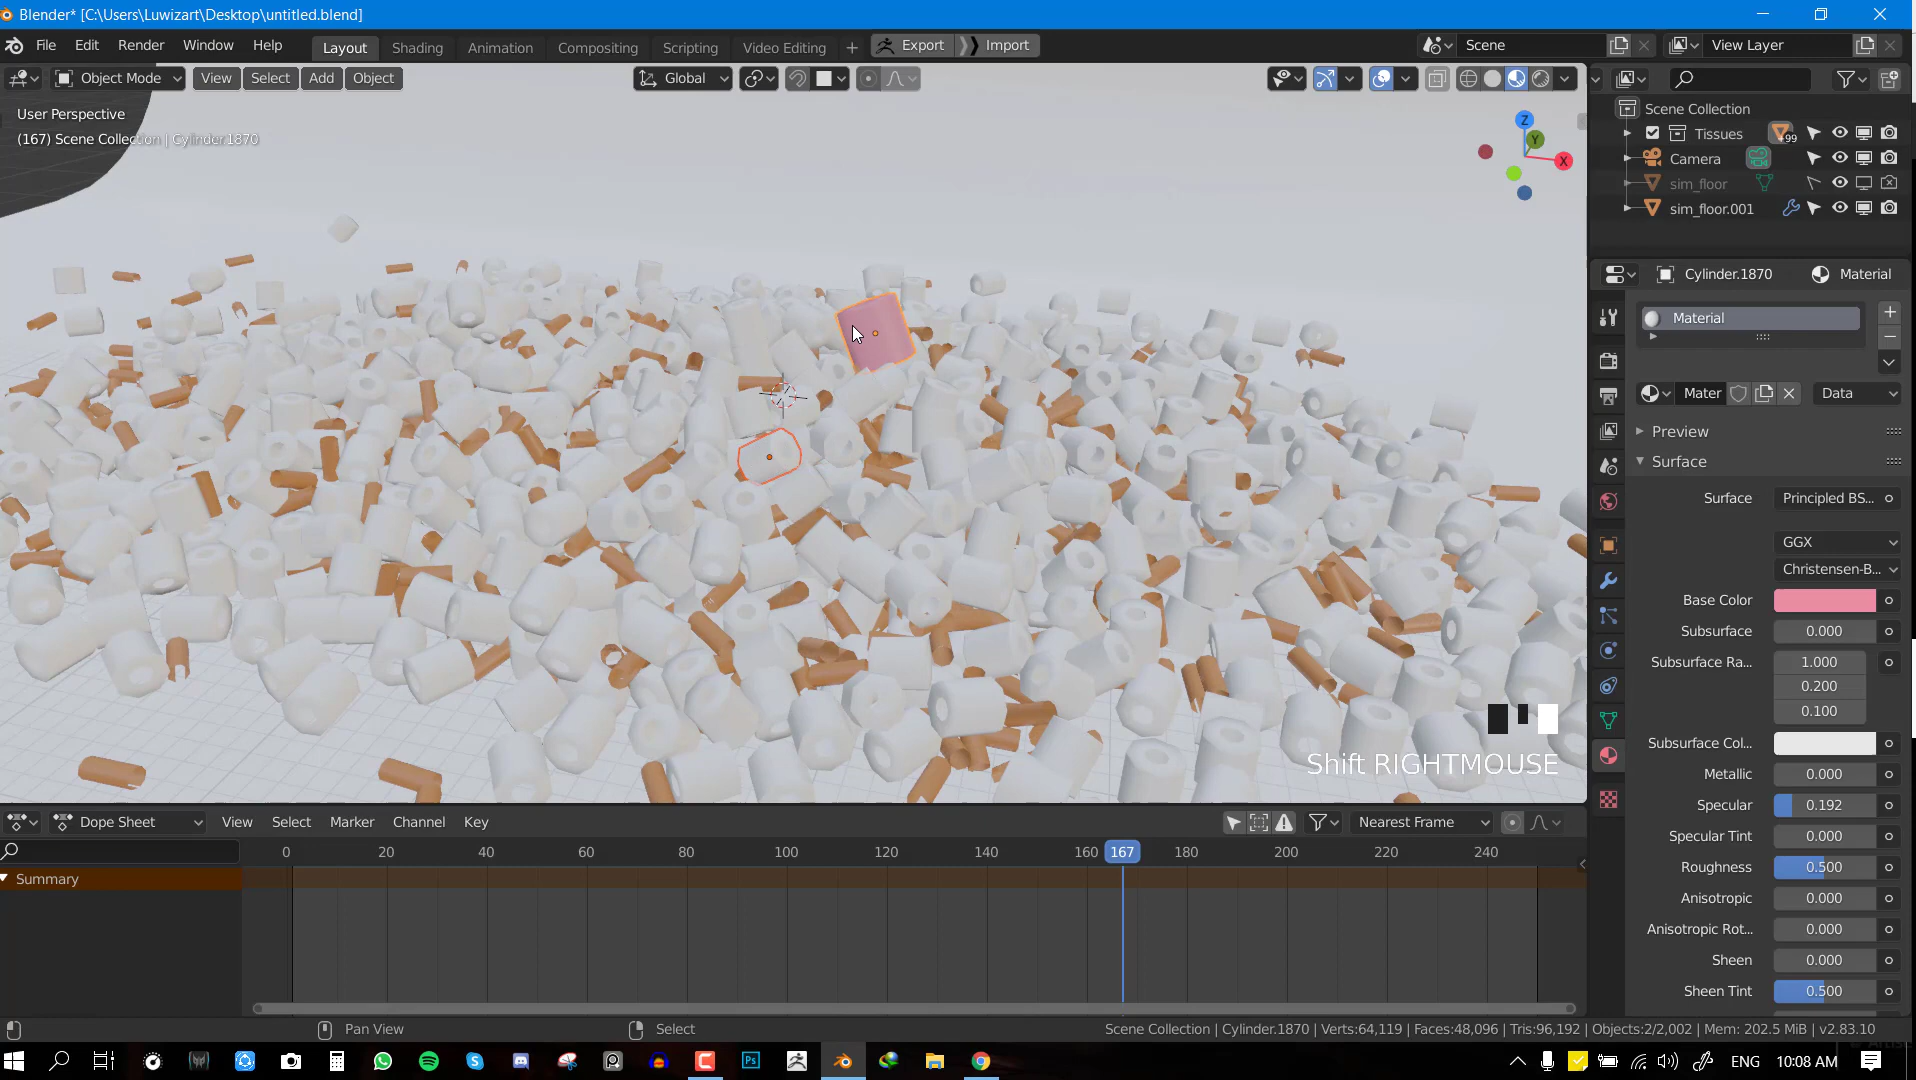 Blender* [C:\Users\Luwizart\Desktop\untitled.blend]
File Edit Render Window Help Layout Shading Animation Compositing Scripting Video Editing + Export Import Scene View Layer
Object Mode View Select Add Object Global
User Perspective
(167) Scene Collection | Cylinder.1870
Z
Y
X
Scene Collection
Tissues 99
Camera
sim_floor
sim_floor.001
Cylinder.1870 Material
Material
Mater Data
Preview
Surface
Surface Principled BS...
GGX
Christensen-B...
Base Color
Subsurface 0.000
Subsurface Ra... 1.000
0.200
0.100
Subsurface Col...
Metallic 0.000
Specular 0.192
Specular Tint 0.000
Roughness 0.500
Anisotropic 0.000
Anisotropic Rot... 0.000
Sheen 0.000
Sheen Tint 0.500
Shift RIGHTMOUSE
Dope Sheet View Select Marker Channel Key Nearest Frame
0 20 40 60 80 100 120 140 160 167 180 200 220 240
Summary
Pan View Select Scene Collection | Cylinder.1870 | Verts:64,119 | Faces:48,096 | Tris:96,192 | Objects:2/2,002 | Mem: 202.5 MiB | v2.83.10
Ps ENG 10:08 AM